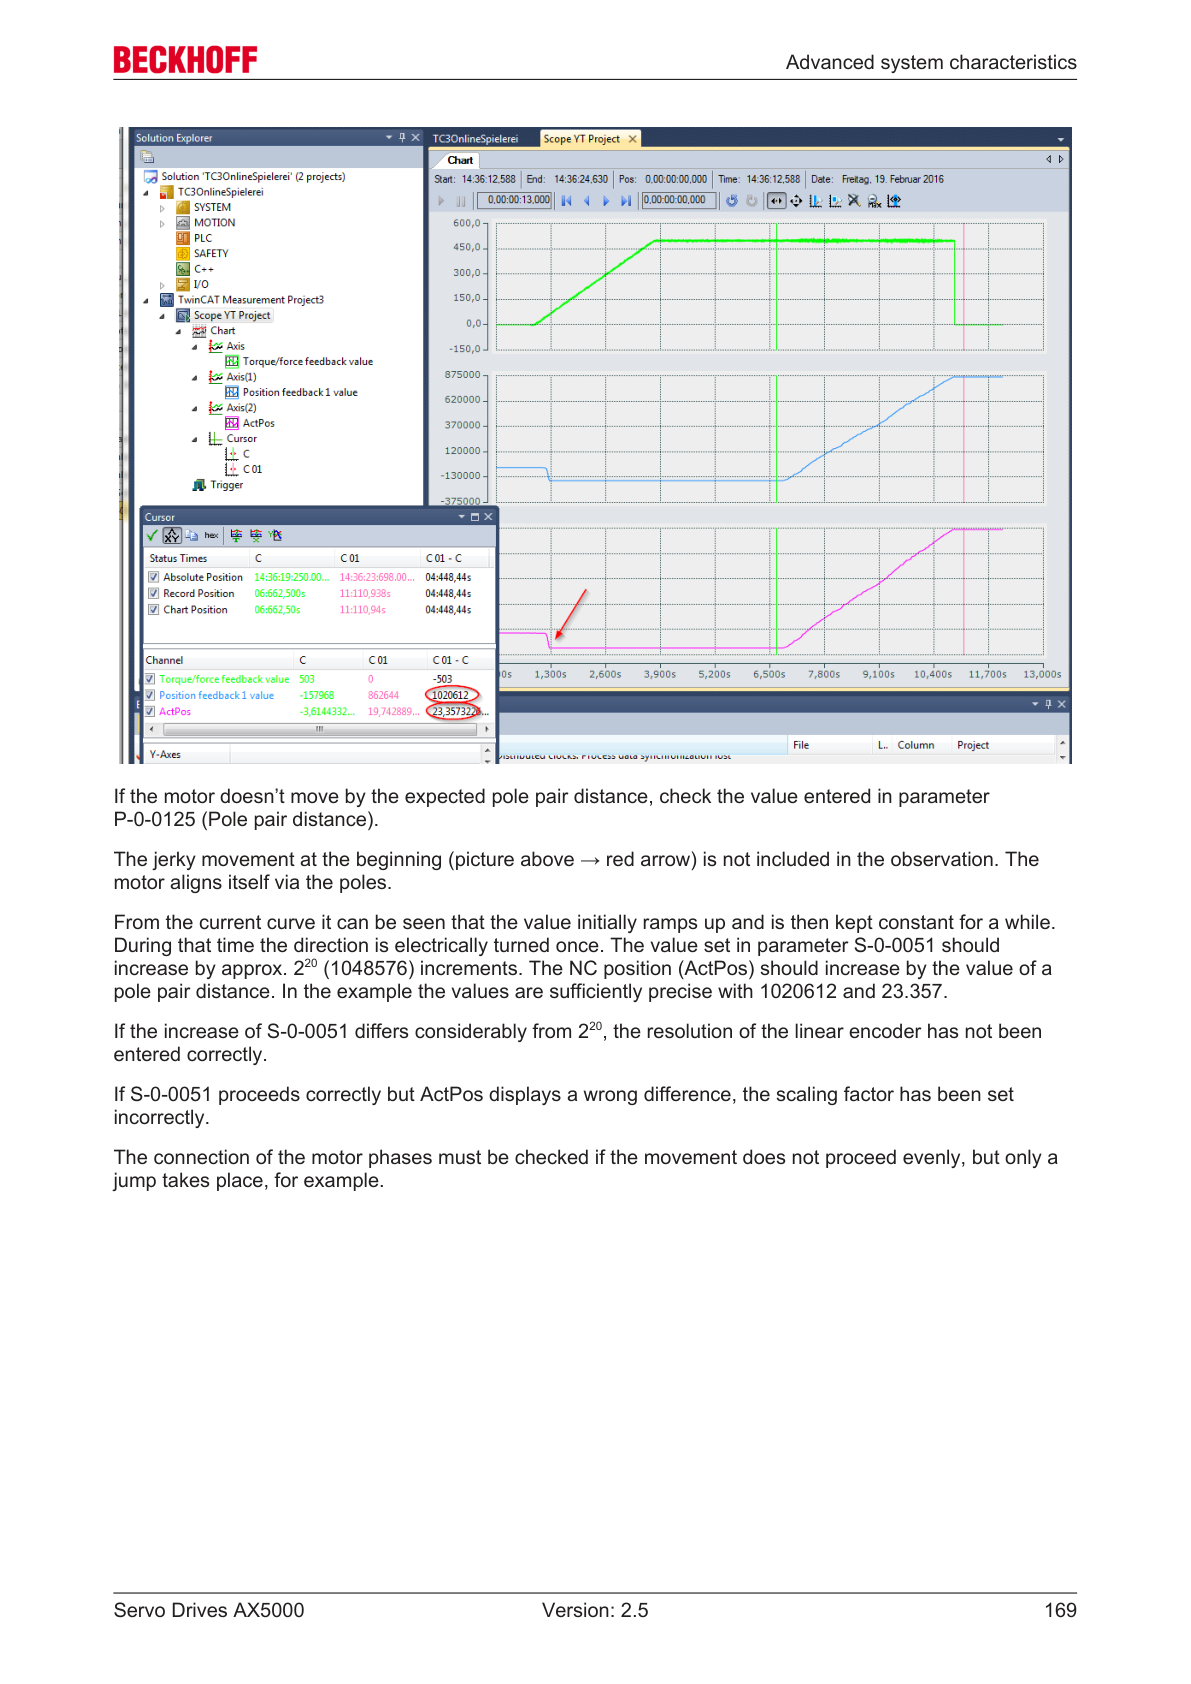 BECKHOFF
Advanced system characteristics
Solution Explorer
TC3OnlineSpielerei
Scope YT Project
Chart
Start: 14:36:12,588 End: 14:36:24,630 Pos: 0,00:00:00,000 Time: 14:36:12,588 Date: Freitag, 19. Februar 2016
0,00:00:13,000
0,00:00:00,000
Solution 'TC3OnlineSpielerei' (2 projects)
TC3OnlineSpielerei
SYSTEM
MOTION
PLC
SAFETY
C++
I/O
TwinCAT Measurement Project3
Scope YT Project
Chart
Axis
Torque/force feedback value
Axis(1)
Position feedback 1 value
Axis(2)
ActPos
Cursor
C
C 01
Trigger
600,0
450,0
300,0
150,0
0,0
-150,0
875000
620000
370000
120000
-130000
-375000
Cursor
hex
Status Times C C 01 C 01 - C
Absolute Position 14:36:19:250.00... 14:36:23:698.00... 04:448,44s
Record Position 06:662,500s 11:110,938s 04:448,44s
Chart Position 06:662,50s 11:110,94s 04:448,44s
Channel C C 01 C 01 - C
Torque/force feedback value 503 0 -503
Position feedback 1 value -157968 862644 1020612
ActPos -3,6144332... 19,742889... 23,3573226...
Y-Axes
00s 1,300s 2,600s 3,900s 5,200s 6,500s 7,800s 9,100s 10,400s 11,700s 13,000s
File L.. Column Project
Distributed clocks: Process data synchronization lost
If the motor doesn’t move by the expected pole pair distance, check the value entered in parameter
P-0-0125 (Pole pair distance).
The jerky movement at the beginning (picture above → red arrow) is not included in the observation. The
motor aligns itself via the poles.
From the current curve it can be seen that the value initially ramps up and is then kept constant for a while.
During that time the direction is electrically turned once. The value set in parameter S-0-0051 should
increase by approx. 2²⁰ (1048576) increments. The NC position (ActPos) should increase by the value of a
pole pair distance. In the example the values are sufficiently precise with 1020612 and 23.357.
If the increase of S-0-0051 differs considerably from 2²⁰, the resolution of the linear encoder has not been
entered correctly.
If S-0-0051 proceeds correctly but ActPos displays a wrong difference, the scaling factor has been set
incorrectly.
The connection of the motor phases must be checked if the movement does not proceed evenly, but only a
jump takes place, for example.
Servo Drives AX5000
Version: 2.5
169